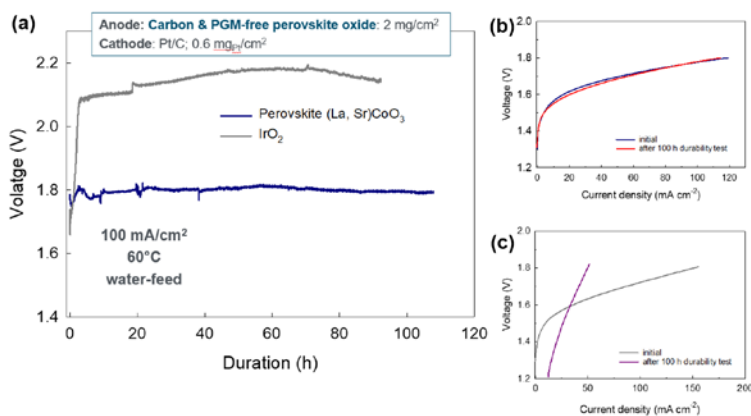 (a)
Anode: Carbon & PGM-free perovskite oxide: 2 mg/cm²
Cathode: Pt/C; 0.6 mgPt/cm²
2.2
2.0
1.8
1.6
1.4
Volatge (V)
Perovskite (La, Sr)CoO₃
IrO₂
100 mA/cm²
60°C
water-feed
0
20
40
60
80
100
120
Duration (h)
(b)
2.0
1.8
1.6
1.4
1.2
Voltage (V)
initial
after 100 h durability test
0
20
40
60
80
100
120
Current density (mA cm⁻²)
(c)
2.0
1.8
1.6
1.4
1.2
Voltage (V)
initial
after 100 h durability test
0
50
100
150
200
Current density (mA cm⁻²)